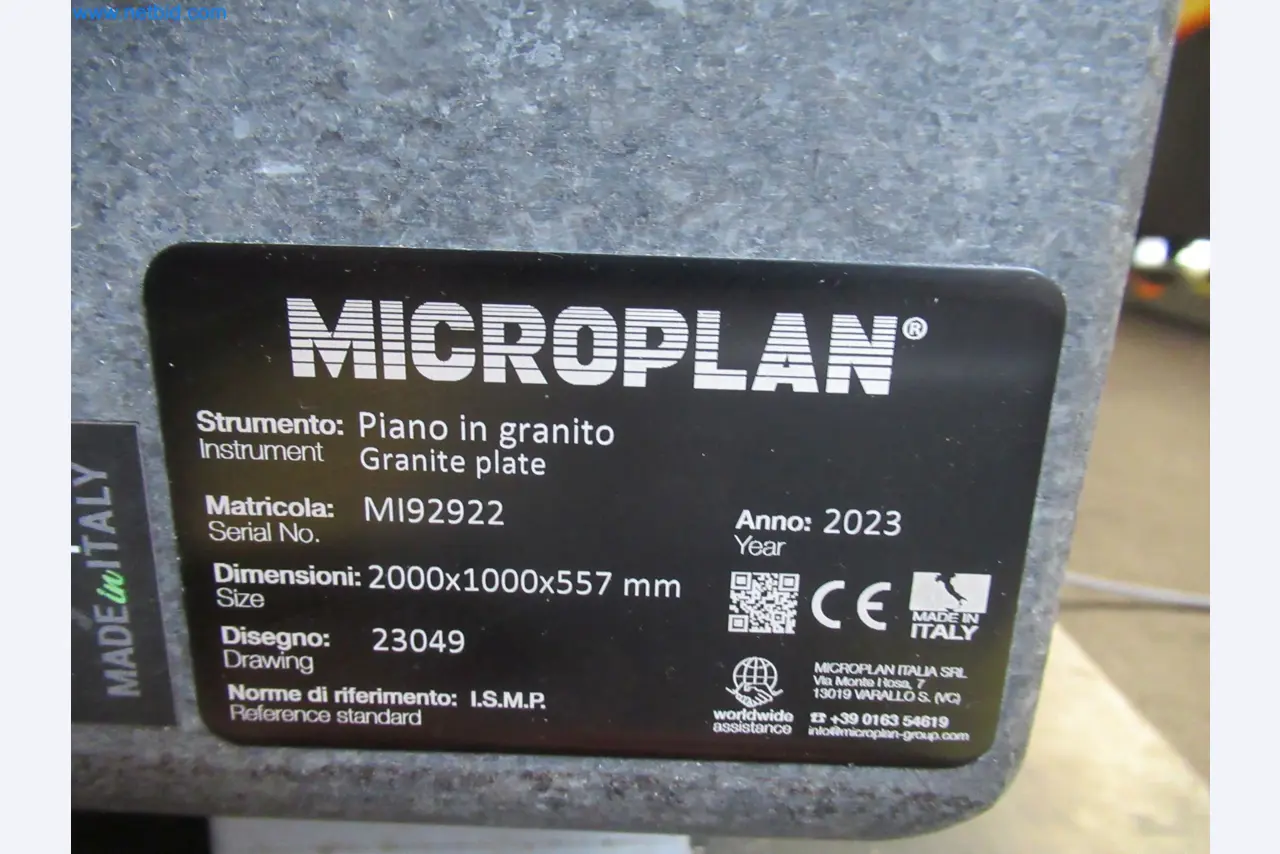 www.netbid.com
MICROPLAN®
Strumento: Piano in granito
Instrument Granite plate
Matricola: MI92922
Serial No.
Anno: 2023
Year
Dimensioni: 2000x1000x557 mm
Size
CE
MADE IN
ITALY
Disegno: 23049
Drawing
Norme di riferimento: I.S.M.P.
Reference standard
worldwide
assistance
MICROPLAN ITALIA SRL
Via Monte Rosa, 7
13019 VARALLO S. (VC)
☎ +39 0163 54619
info@microplan-group.com
MADE in ITALY